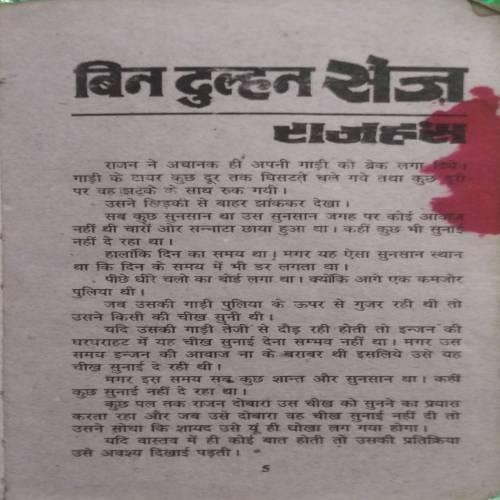 बिन दुल्हन सेज
राजहंस
राजन ने अचानक ही अपनी गाड़ी को ब्रेक लगा दिये।
गाड़ी के टायर कुछ दूर तक घिसटते चले गये तथा कुछ दूरी
पर वह झटके के साथ रुक गयी।
उसने खिड़की से बाहर झांककर देखा।
सब कुछ सुनसान था उस सुनसान जगह पर कोई आवाज
नहीं थी चारों ओर सन्नाटा छाया हुआ था। कहीं कुछ भी सुनाई
नहीं दे रहा था।
हालांकि दिन का समय था। मगर यह ऐसा सुनसान स्थान
था कि दिन के समय में भी डर लगता था।
पीछे धीरे चलो का बोर्ड लगा था। क्योंकि आगे एक कमजोर
पुलिया थी।
जब उसकी गाड़ी पुलिया के ऊपर से गुजर रही थी तो
उसने किसी की चीख सुनी थी।
यदि उसकी गाड़ी तेजी से दौड़ रही होती तो इन्जन की
घरघराहट में यह चीख सुनाई देना सम्भव नहीं था। मगर उस
समय इन्जन की आवाज ना के बराबर थी इसलिये उसे यह
चीख सुनाई दे रही थी।
मगर इस समय सब कुछ शान्त और सुनसान था। कहीं
कुछ सुनाई नहीं दे रहा था।
कुछ पल तक राजन दोबारा उस चीख को सुनने का प्रयास
करता रहा और जब उसे दोबारा वह चीख सुनाई नहीं दी तो
उसने सोचा कि शायद उसे यूं ही धोखा लग गया होगा।
यदि वास्तव में ही कोई बात होती तो उसकी प्रतिक्रिया
उसे अवश्य दिखाई पड़ती।
5